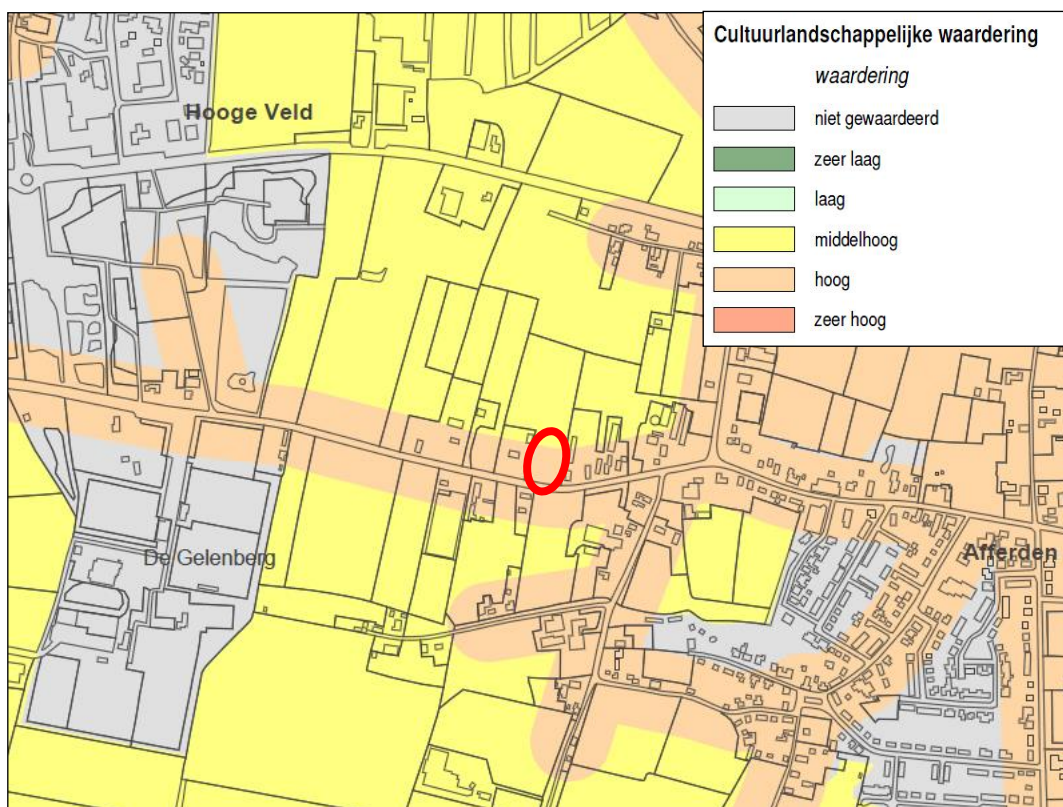 Cultuurlandschappelijke waardering
waardering
niet gewaardeerd
zeer laag
laag
middelhoog
hoog
zeer hoog
Hooge Veld
De Gelenberg
Afferden